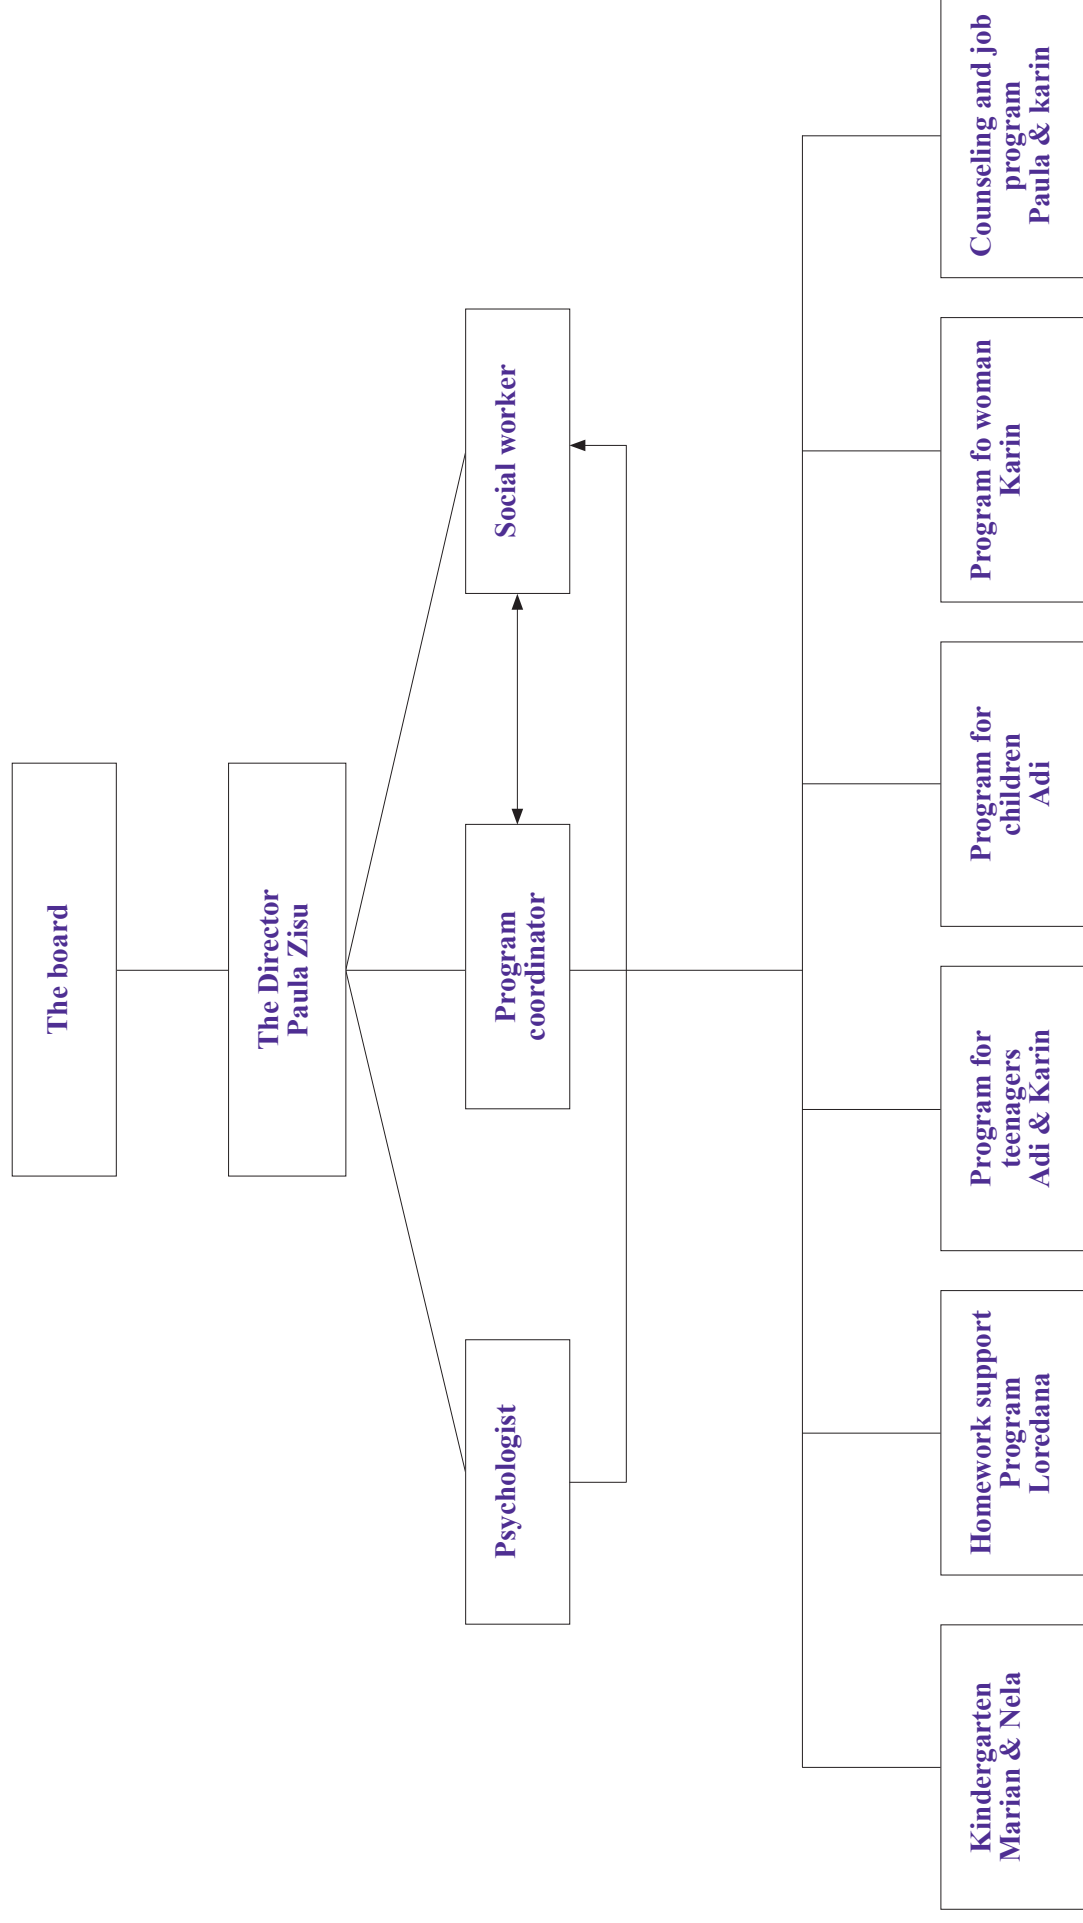 The board
The Director
Paula Zisu
Psychologist
Program
coordinator
Social worker
Kindergarten
Marian & Nela
Homework support
Program
Loredana
Program for
teenagers
Adi & Karin
Program for
children
Adi
Program fo woman
Karin
Counseling and job
program
Paula & karin